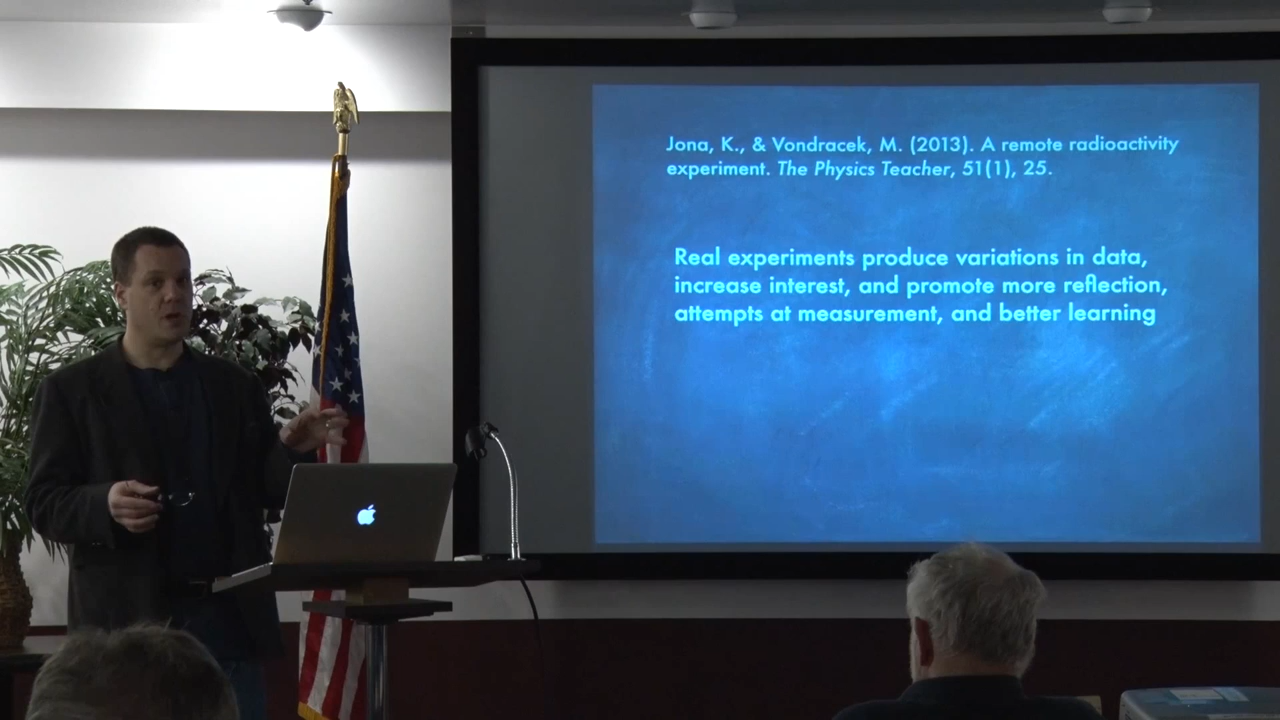 Jona, K., & Vondracek, M. (2013). A remote radioactivity
experiment. The Physics Teacher, 51(1), 25.
Real experiments produce variations in data,
increase interest, and promote more reflection,
attempts at measurement, and better learning